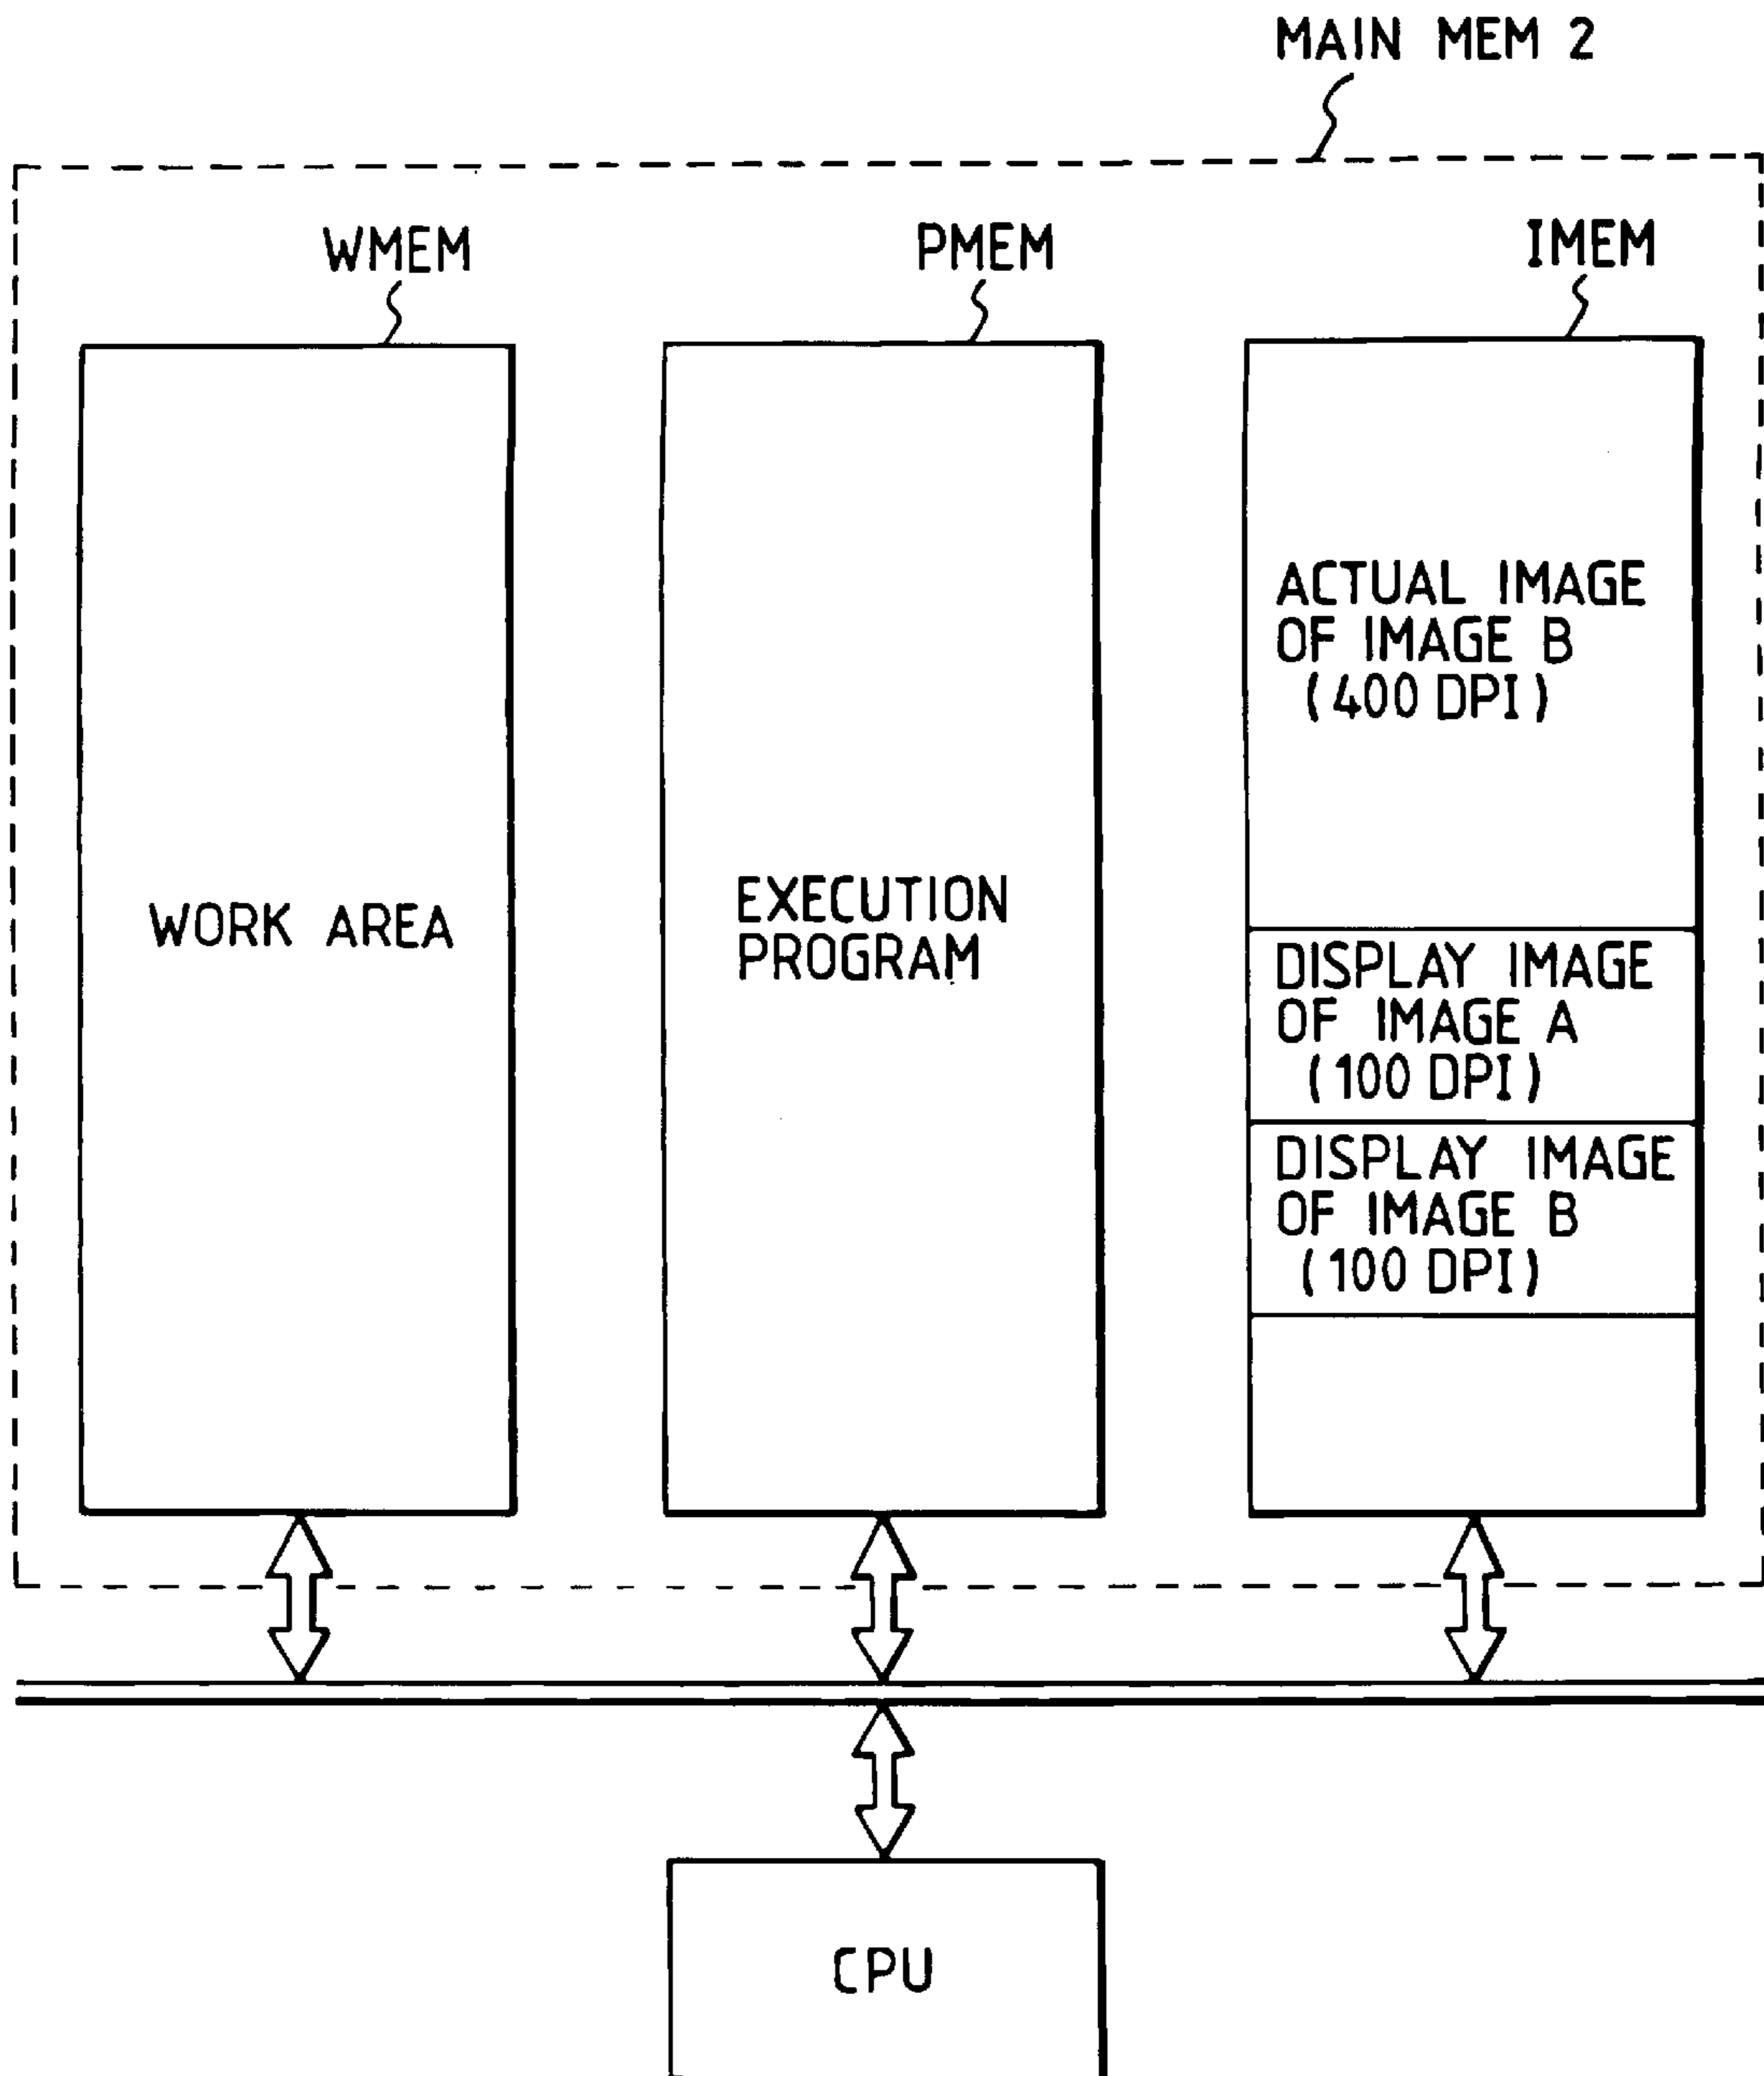 MAIN MEM 2
WMEM
PMEM
IMEM
WORK AREA
EXECUTION
PROGRAM
ACTUAL IMAGE
OF IMAGE B
(400 DPI)
DISPLAY IMAGE
OF IMAGE A
(100 DPI)
DISPLAY IMAGE
OF IMAGE B
(100 DPI)
CPU